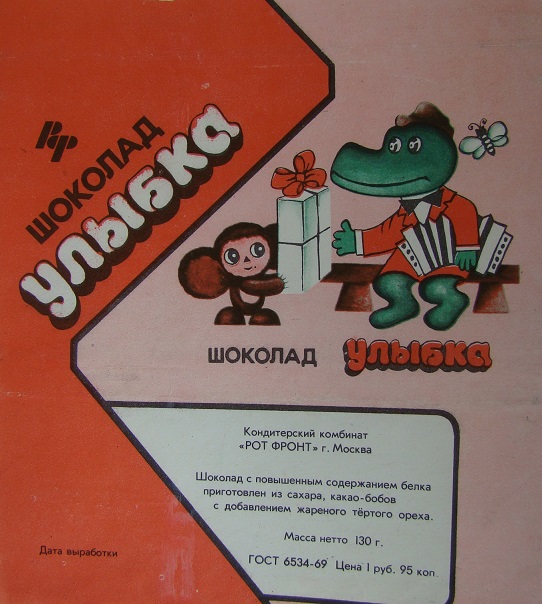 РФ
ШОКОЛАД
УЛЫБКА
ШОКОЛАД УЛЫБКА
Кондитерский комбинат
«РОТ ФРОНТ» г. Москва
Шоколад с повышенным содержанием белка
приготовлен из сахара, какао-бобов
с добавлением жареного тёртого ореха.
Масса нетто 130 г.
ГОСТ 6534-69 Цена 1 руб. 95 коп.
Дата выработки